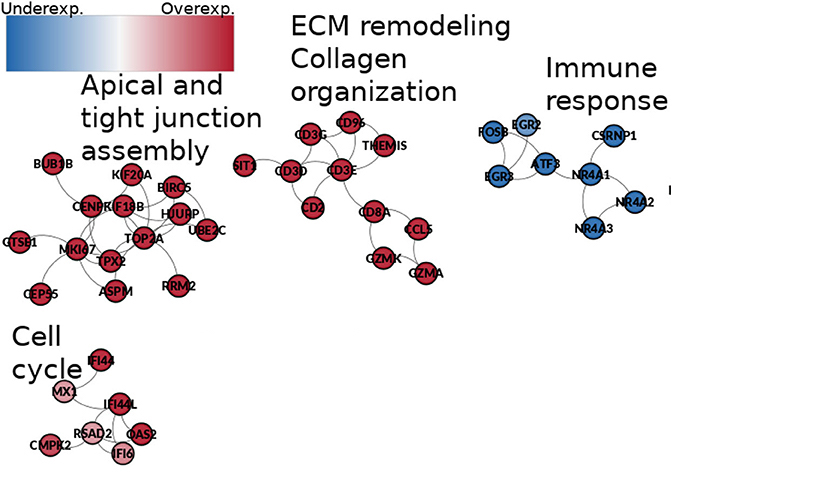 Underexp. Overexp.
Apical and
tight junction
assembly
ECM remodeling
Collagen
organization
Immune
response
BUB1B
KIF20A
BIRC5
CENPF
KIF18B
HJURP
UBE2C
GTSE1
MKI67
TOP2A
TPX2
CEP55
ASPM
RRM2
CD3G
CD96
THEMIS
SIT1
CD3D
CD3E
CD2
CD8A
CCL5
GZMK
GZMA
FOSB
EGR2
CSRNP1
EGR3
ATF3
NR4A1
NR4A2
NR4A3
Cell
cycle
IFI44
MX1
IFI44L
RSAD2
OAS2
CMPK2
IFI6